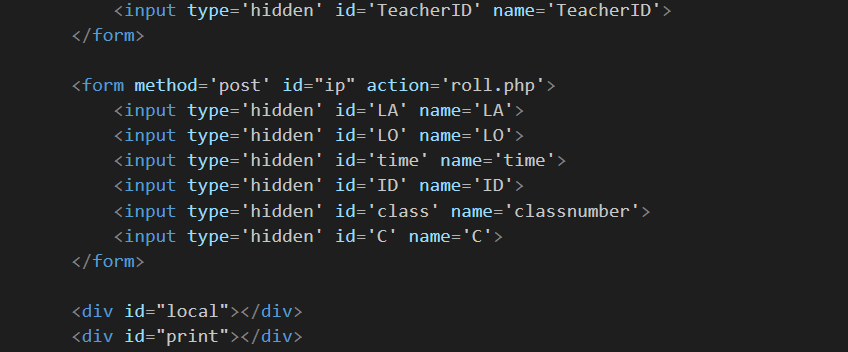 <input type='hidden' id='TeacherID' name='TeacherID'>
</form>
<form method='post' id="ip" action='roll.php'>
<input type='hidden' id='LA' name='LA'>
<input type='hidden' id='LO' name='LO'>
<input type='hidden' id='time' name='time'>
<input type='hidden' id='ID' name='ID'>
<input type='hidden' id='class' name='classnumber'>
<input type='hidden' id='C' name='C'>
</form>
<div id="local"></div>
<div id="print"></div>